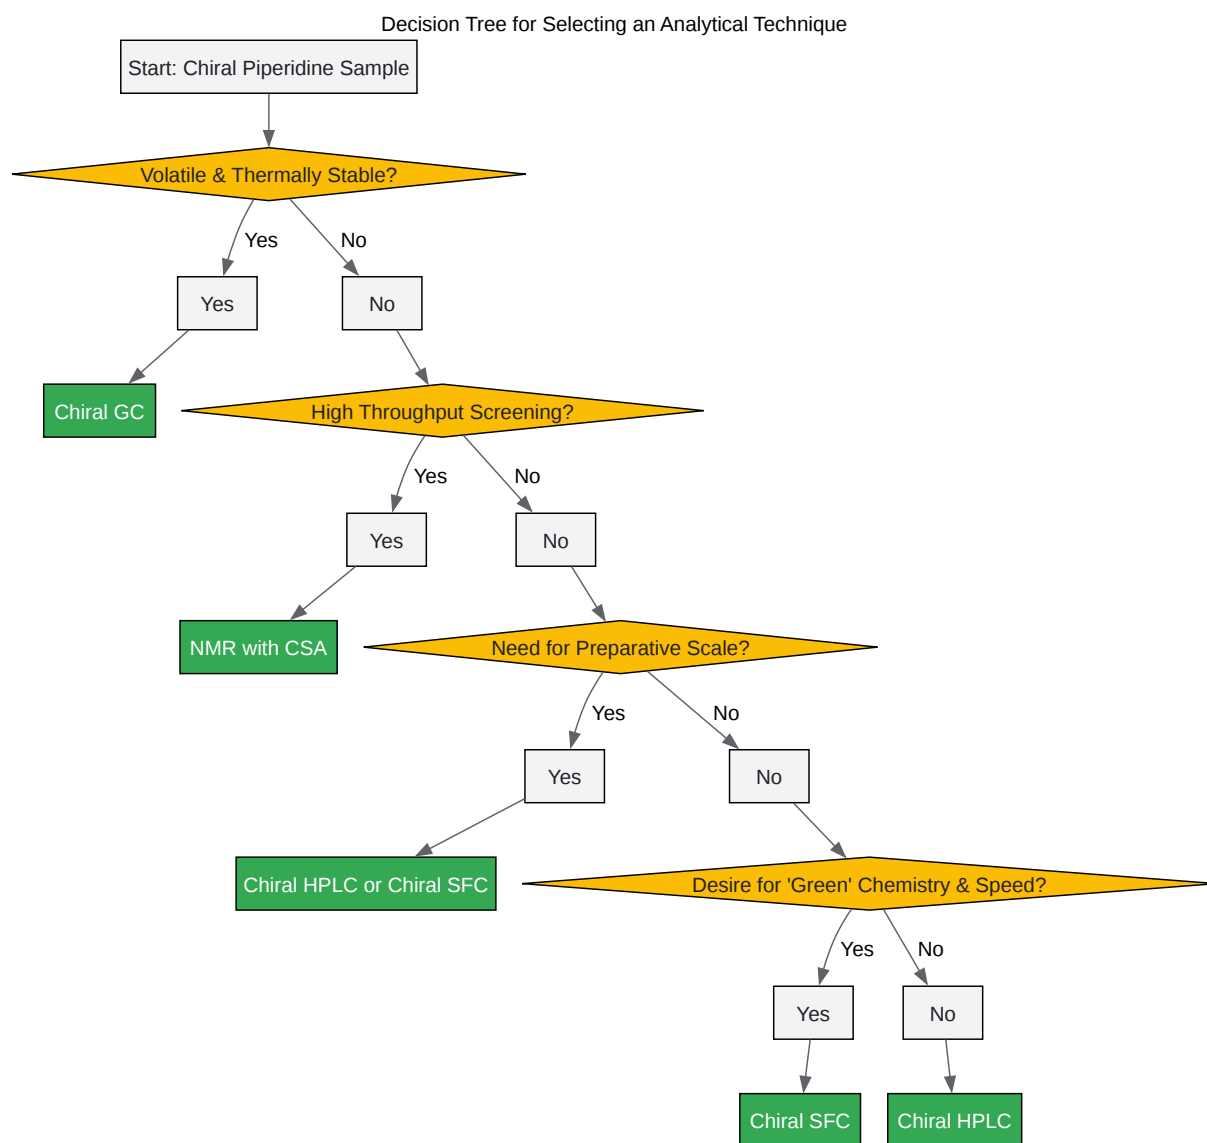 Decision Tree for Selecting an Analytical Technique
Start: Chiral Piperidine Sample
Volatile & Thermally Stable?
Yes
No
Yes
No
Chiral GC
High Throughput Screening?
Yes
No
Yes
No
NMR with CSA
Need for Preparative Scale?
Yes
No
Yes
No
Chiral HPLC or Chiral SFC
Desire for 'Green' Chemistry & Speed?
Yes
No
Yes
No
Chiral SFC
Chiral HPLC